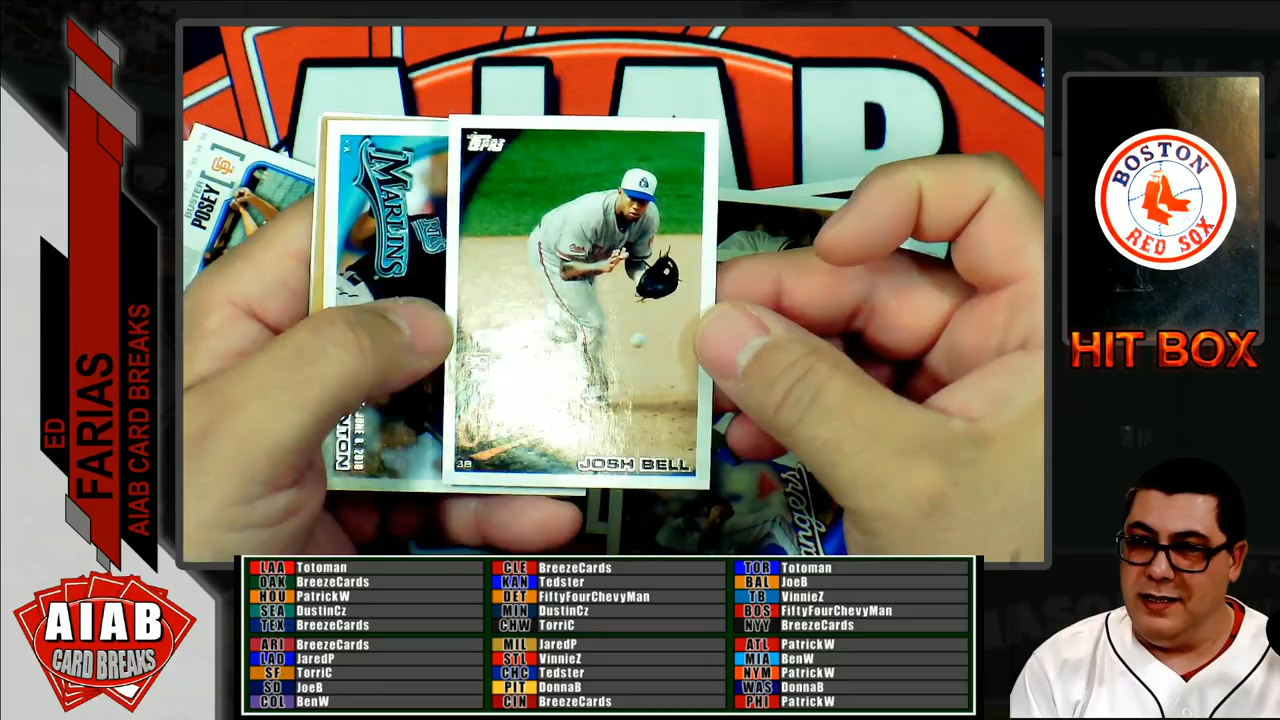 ED
FARIAS
AIAB CARD BREAKS
AIAB
CARD BREAKS
AIAB
BUSTER
POSEY
MARLINS
JUNE 8, 2010
NTON
Topps
38
JOSH BELL
angers
BOSTON
RED SOX
HIT BOX
LAA Totoman
OAK BreezeCards
HOU PatrickW
SEA DustinCz
TEX BreezeCards
ARI BreezeCards
LAD JaredP
SF TorriC
SD JoeB
COL BenW
CLE BreezeCards
KAN Tedster
DET FiftyFourChevyMan
MIN DustinCz
CHW TorriC
MIL JaredP
STL VinnieZ
CHC Tedster
PIT DonnaB
CIN BreezeCards
TOR Totoman
BAL JoeB
TB VinnieZ
BOS FiftyFourChevyMan
NYY BreezeCards
ATL PatrickW
MIA BenW
NYM PatrickW
WAS DonnaB
PHI PatrickW